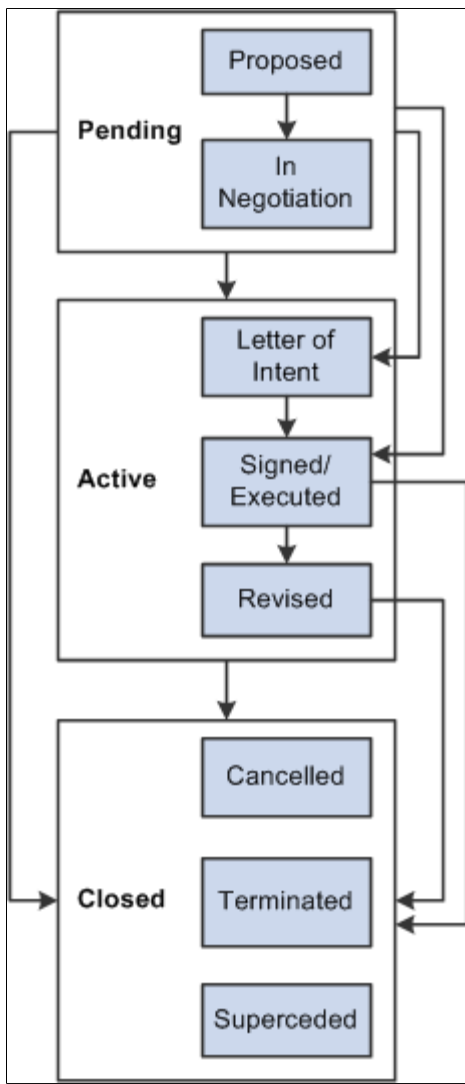 Proposed
Pending
In
Negotiation
Letter of
Intent
Signed/
Executed
Active
Revised
Cancelled
Closed
Terminated
Superceded